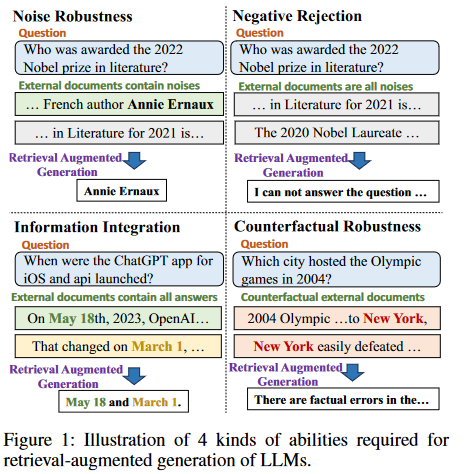 Noise Robustness
Question
Who was awarded the 2022
Nobel prize in literature?
External documents contain noises
… French author Annie Ernaux
… in Literature for 2021 is…
Retrieval Augmented
Generation
Annie Ernaux
Negative Rejection
Question
Who was awarded the 2022
Nobel prize in literature?
External documents are all noises
… in Literature for 2021 is…
The 2020 Nobel Laureate …
Retrieval Augmented
Generation
I can not answer the question …
Information Integration
Question
When were the ChatGPT app for
iOS and api launched?
External documents contain all answers
On May 18th, 2023, OpenAI…
That changed on March 1, …
Retrieval Augmented
Generation
May 18 and March 1.
Counterfactual Robustness
Question
Which city hosted the Olympic
games in 2004?
Counterfactual external documents
2004 Olympic …to New York,
New York easily defeated …
Retrieval Augmented
Generation
There are factual errors in the…
Figure 1: Illustration of 4 kinds of abilities required for
retrieval-augmented generation of LLMs.